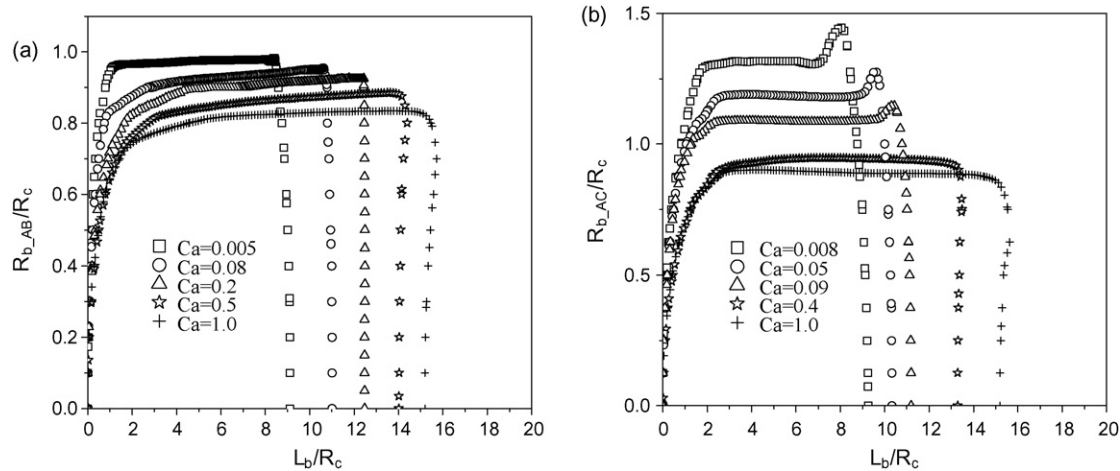 (a)
1.0
0.8
0.6
0.4
0.2
0.0
R_b_AB/R_c
Ca=0.005
Ca=0.08
Ca=0.2
Ca=0.5
Ca=1.0
0 2 4 6 8 10 12 14 16 18 20
L_b/R_c
(b)
1.5
1.0
0.5
0.0
R_b_AC/R_c
Ca=0.008
Ca=0.05
Ca=0.09
Ca=0.4
Ca=1.0
0 2 4 6 8 10 12 14 16 18 20
L_b/R_c